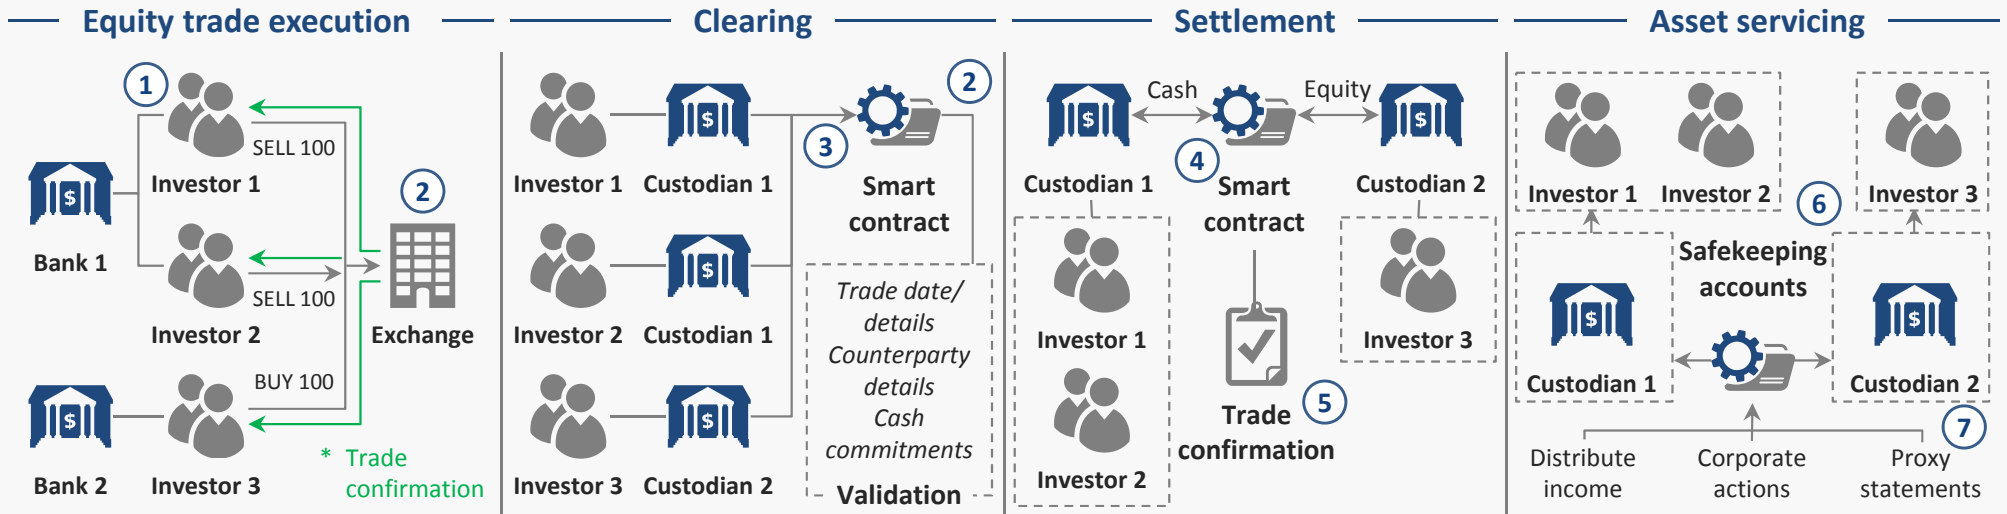 Equity trade execution
1
SELL 100
Investor 1
2
Bank 1
SELL 100
Investor 2
Exchange
BUY 100
* Trade
confirmation
Bank 2
Investor 3
Clearing
$
2
3
Investor 1
Custodian 1
Smart
contract
$
Investor 2
Custodian 1
$
Investor 3
Custodian 2
Trade date/
details
Counterparty
details
Cash
commitments
Validation
Settlement
$
Cash
Equity
$
4
Custodian 1
Smart
contract
Custodian 2
Investor 1
Investor 3
Investor 2
5
Trade
confirmation
Asset servicing
Investor 1
Investor 2
Investor 3
6
Safekeeping
accounts
$
$
Custodian 1
Custodian 2
7
Distribute
income
Corporate
actions
Proxy
statements
$
$